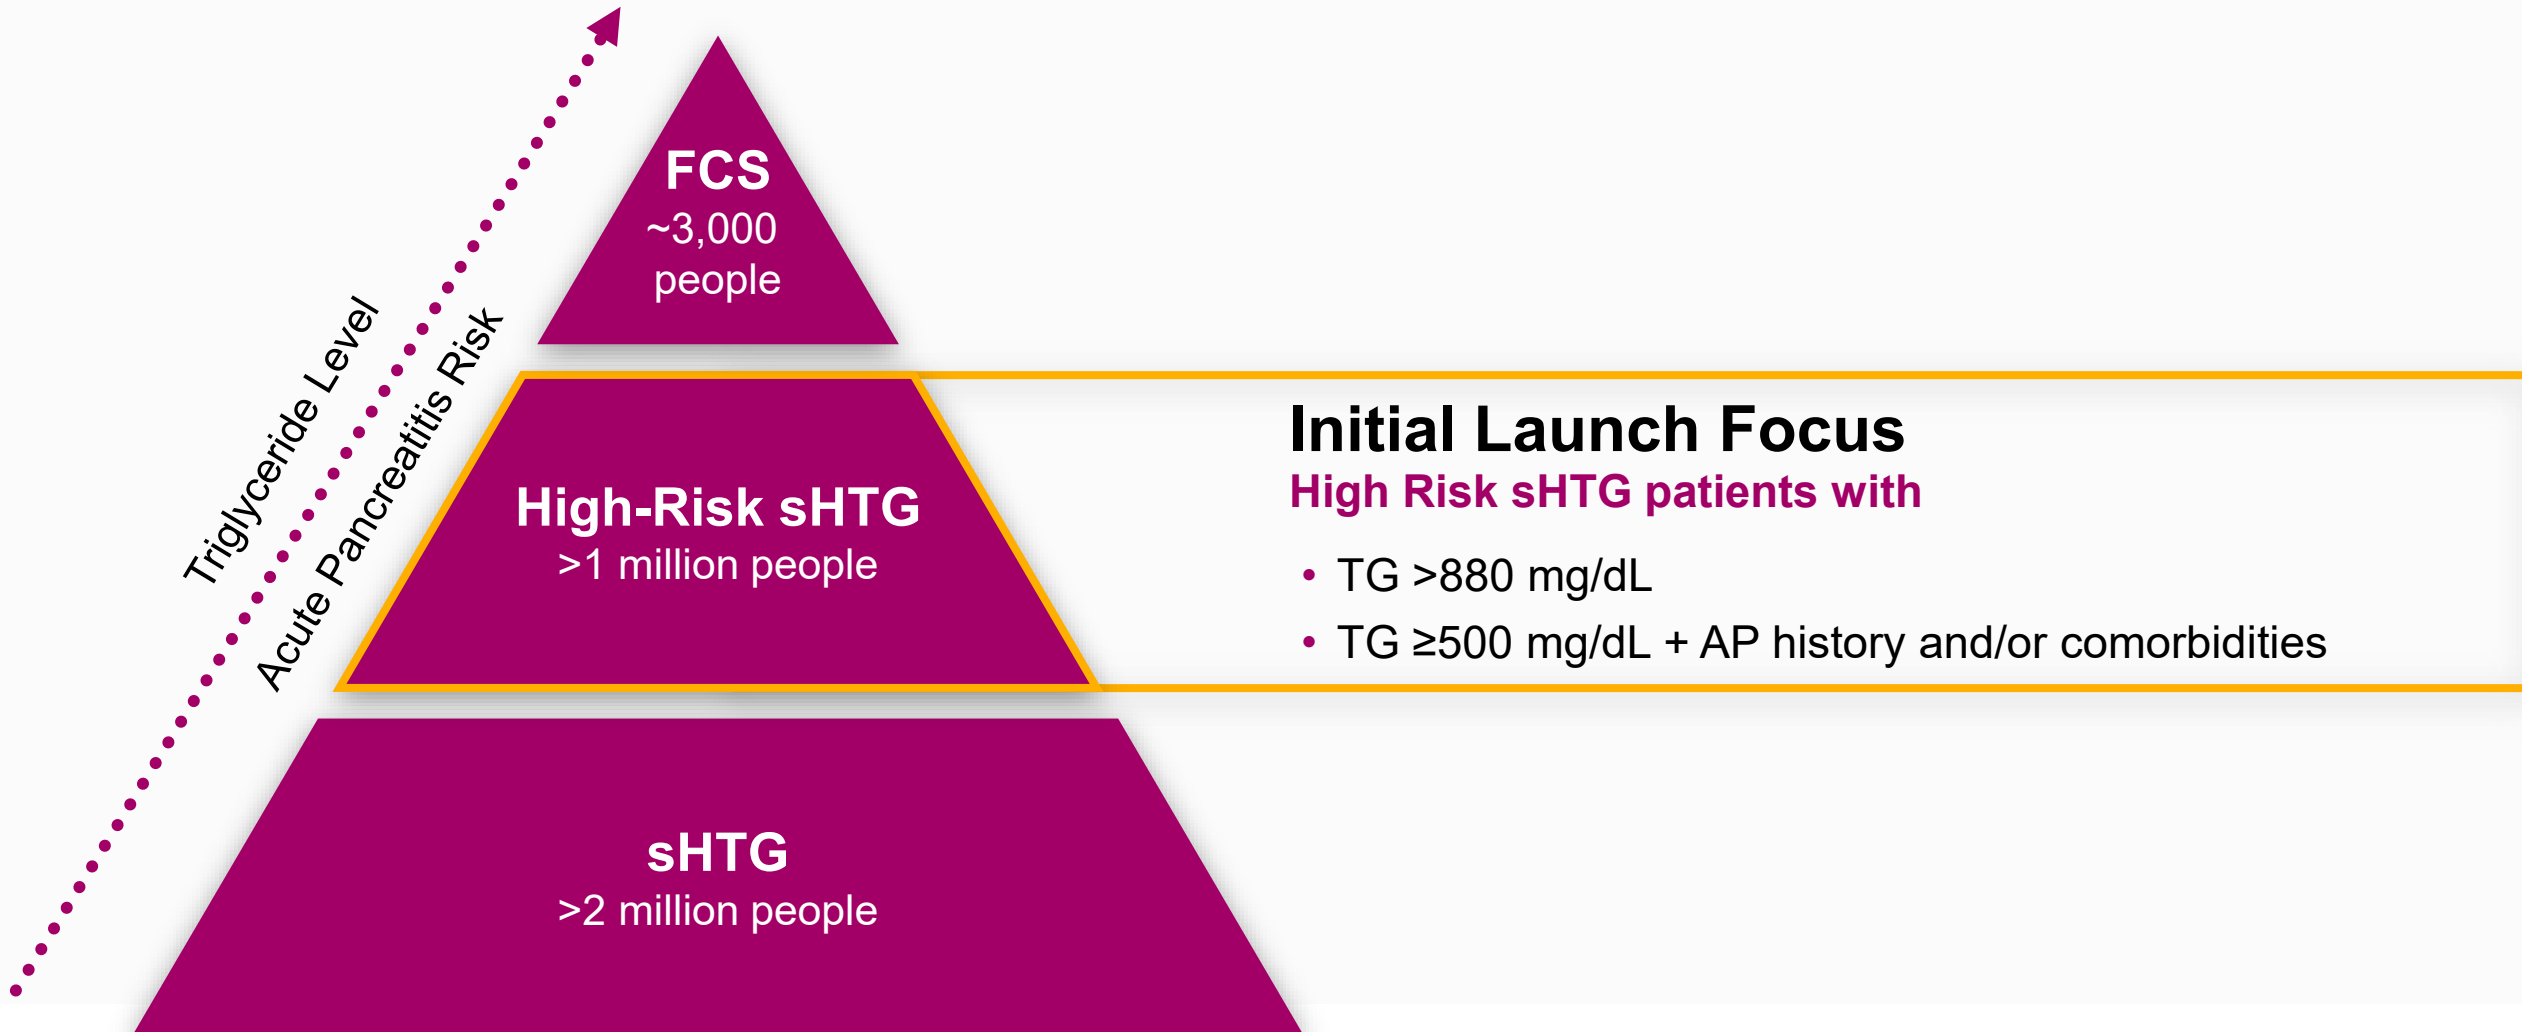 FCS
~3,000
people
Triglyceride Level
Acute Pancreatitis Risk
High-Risk sHTG
>1 million people
Initial Launch Focus
High Risk sHTG patients with
• TG >880 mg/dL
• TG ≥500 mg/dL + AP history and/or comorbidities
sHTG
>2 million people